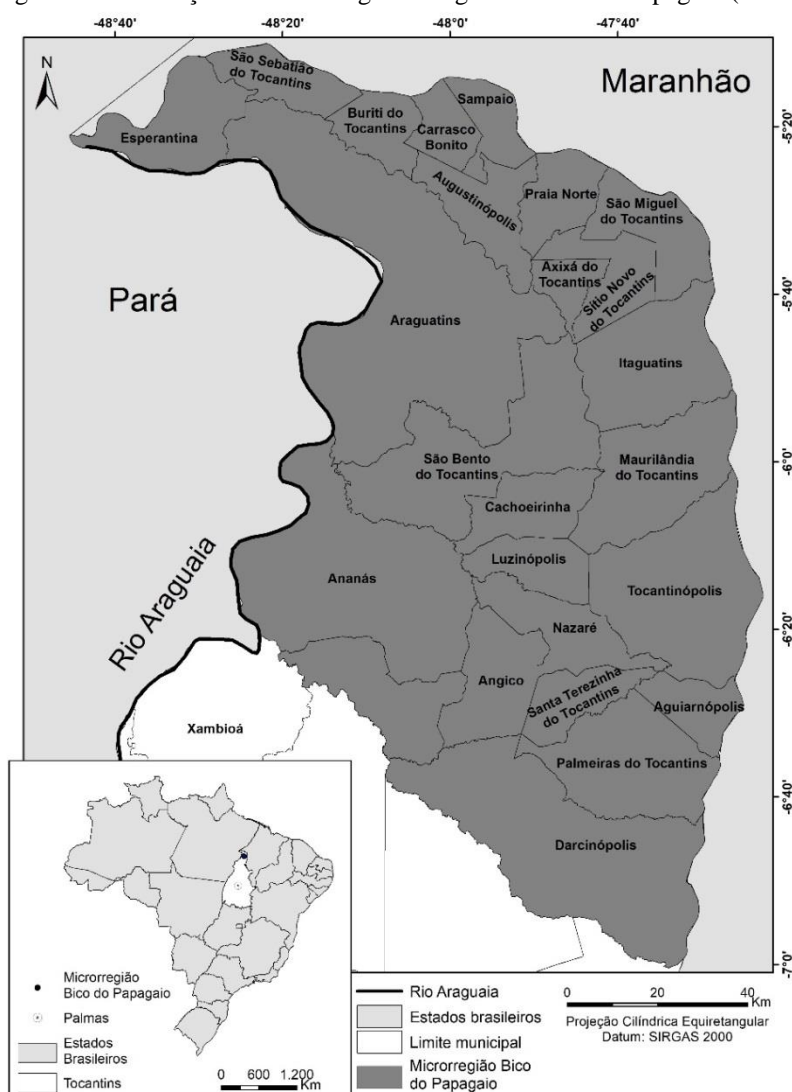 -48°40'
-48°20'
-48°0'
-47°40'
N
São Sebatião
do Tocantins
Maranhão
Sampaio
Buriti do
Tocantins
Carrasco
Bonito
Esperantina
-5°20'
Augustinópolis
Praia Norte
São Miguel
do Tocantins
Axixá do
Tocantins
Sítio Novo
do Tocantins
Pará
-5°40'
Araguatins
Itaguatins
São Bento
do Tocantins
Maurilândia
do Tocantins
-6°0'
Cachoeirinha
Luzinópolis
Ananás
Tocantinópolis
Rio Araguaia
Nazaré
-6°20'
Angico
Santa Terezinha
do Tocantins
Aguiarnópolis
Xambioá
Palmeiras do Tocantins
-6°40'
Darcinópolis
-7°0'
Microrregião
Bico do Papagaio
Palmas
Estados
Brasileiros
Tocantins
0 600 1.200
Km
Rio Araguaia
Estados brasileiros
Limite municipal
Microrregião Bico
do Papagaio
0 10 20 40
Km
Projeção Cilíndrica Equiretangular
Datum: SIRGAS 2000